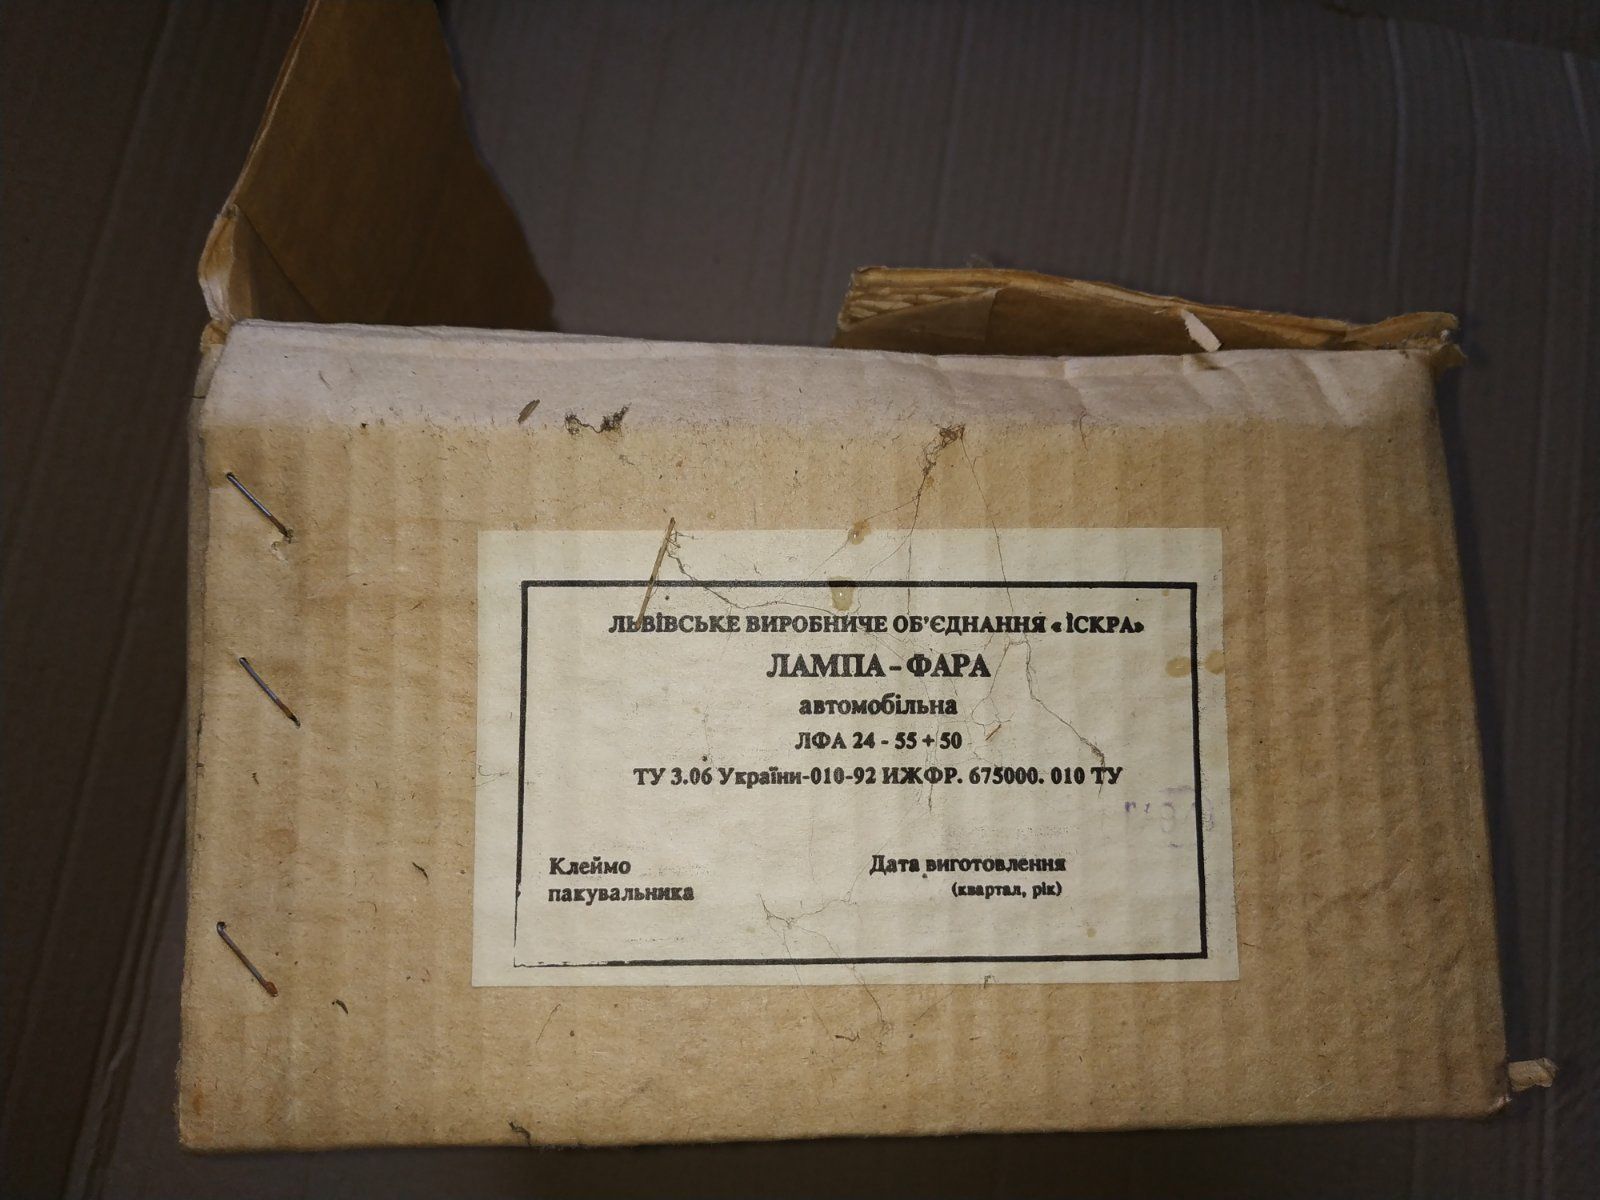 ЛЬВІВСЬКЕ ВИРОБНИЧЕ ОБ’ЄДНАННЯ «ІСКРА»
ЛАМПА-ФАРА
автомобільна
ЛФА 24 - 55 + 50
ТУ 3.06 України-010-92 ИЖФР. 675000. 010 ТУ
Клеймо
пакувальника
Дата виготовлення
(квартал, рік)